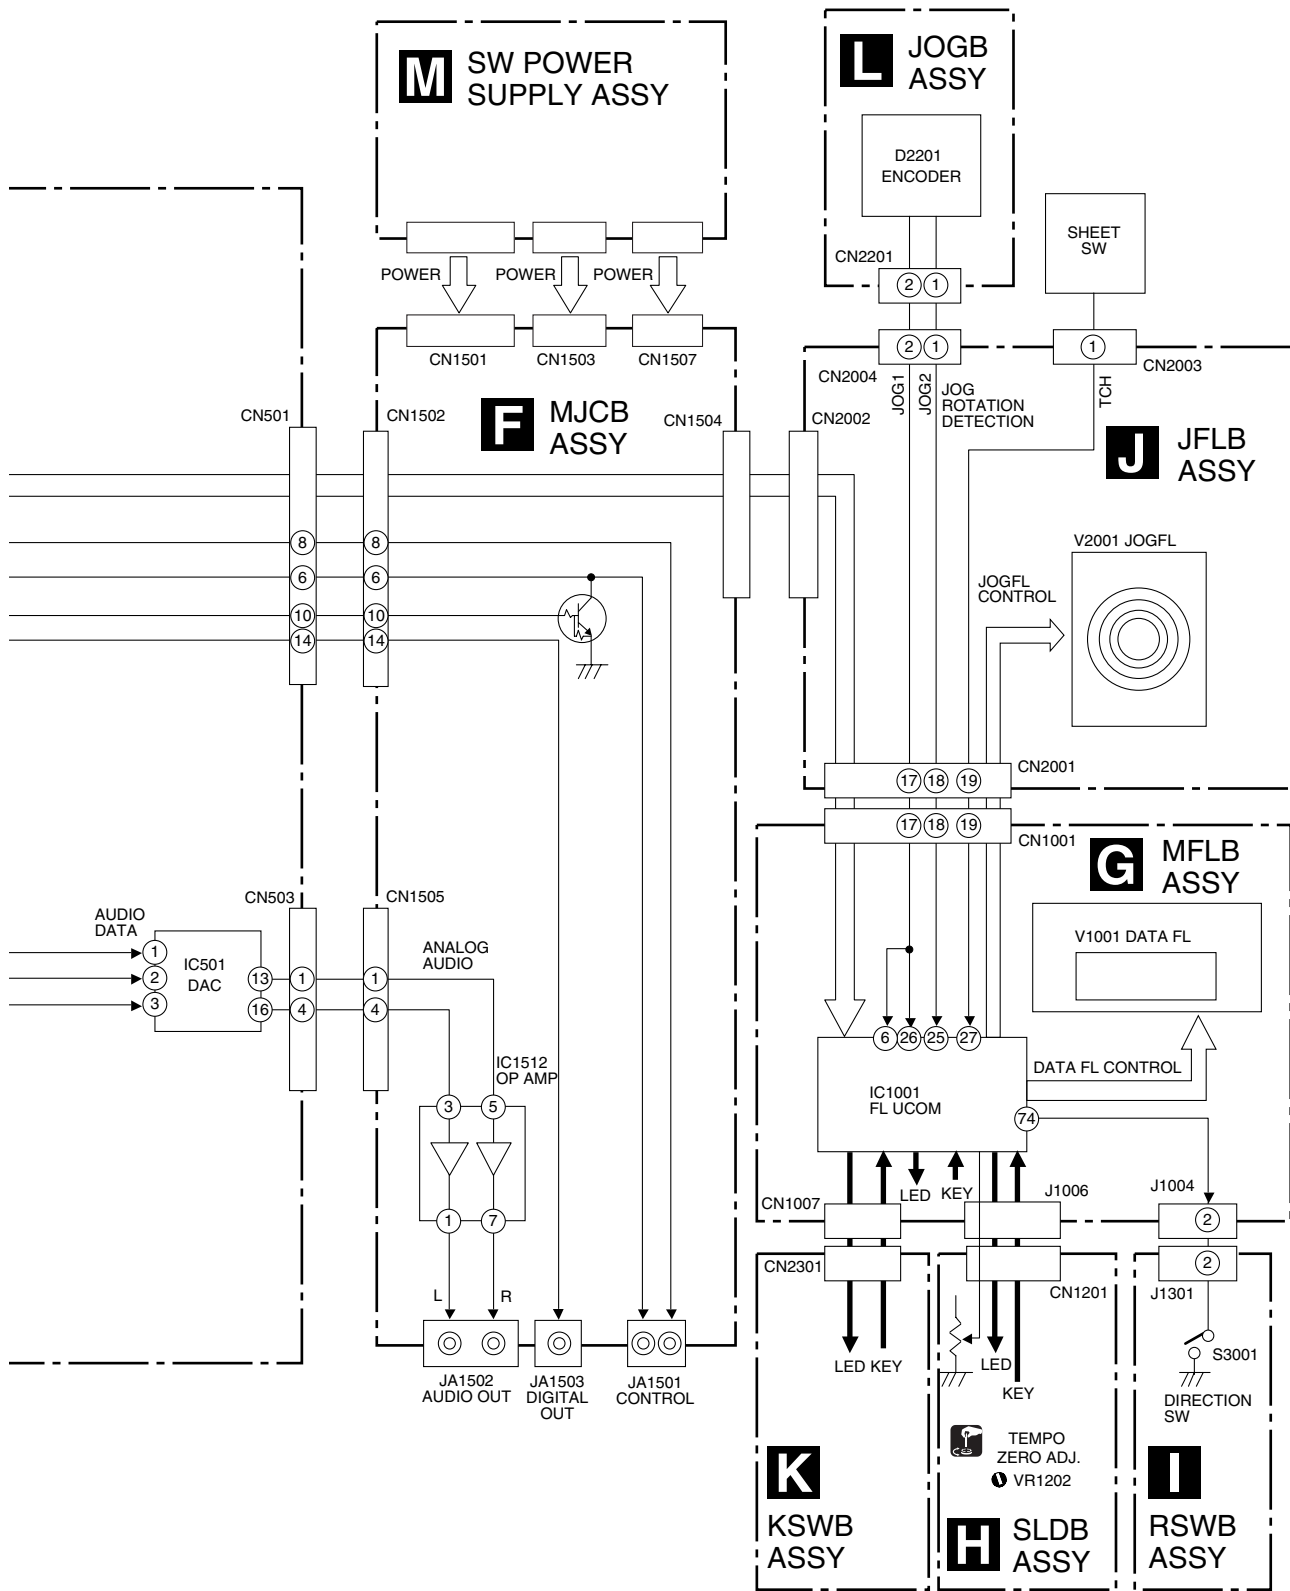 M
SW POWER
SUPPLY ASSY
L
JOGB
ASSY
D2201
ENCODER
SHEET
SW
CN2201
2 1
POWER
POWER
POWER
CN1501
CN1503
CN1507
2 1
1
CN2004
CN2003
JOG1
JOG2
JOG
ROTATION
DETECTION
TCH
CN501
CN1502
F
MJCB
ASSY
CN1504
CN2002
J
JFLB
ASSY
8
8
6
6
10
10
14
14
V2001 JOGFL
JOGFL
CONTROL
17 18 19
CN2001
17 18 19
CN1001
G
MFLB
ASSY
CN503
CN1505
AUDIO
DATA
1
2
3
IC501
DAC
13
16
1
4
1
4
ANALOG
AUDIO
V1001 DATA FL
IC1512
OP AMP
3 5
1 7
6 26 25 27
DATA FL CONTROL
IC1001
FL UCOM
74
LED
KEY
CN1007
J1006
J1004
2
L
R
CN2301
CN1201
2
J1301
S3001
DIRECTION
SW
JA1502
AUDIO OUT
JA1503
DIGITAL
OUT
JA1501
CONTROL
LED KEY
LED
KEY
TEMPO
ZERO ADJ.
VR1202
K
KSWB
ASSY
H
SLDB
ASSY
I
RSWB
ASSY